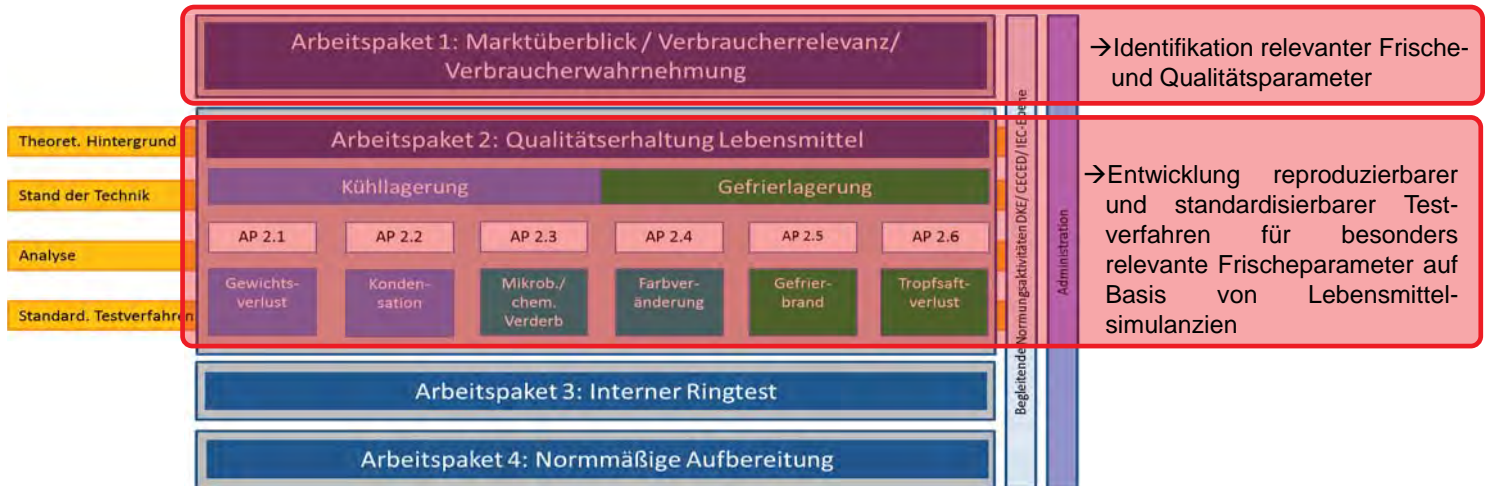 Arbeitspaket 1: Marktüberblick / Verbraucherrelevanz/
Verbraucherwahrnehmung
→Identifikation relevanter Frische-
und Qualitätsparameter
Theoret. Hintergrund
Stand der Technik
Analyse
Standard. Testverfahren
Arbeitspaket 2: Qualitätserhaltung Lebensmittel
Kühllagerung
Gefrierlagerung
AP 2.1
AP 2.2
AP 2.3
AP 2.4
AP 2.5
AP 2.6
Gewichts-
verlust
Konden-
sation
Mikrob./
chem.
Verderb
Farbver-
änderung
Gefrier-
brand
Tropfsaft-
verlust
→Entwicklung reproduzierbarer
und standardisierbarer Test-
verfahren für besonders
relevante Frischeparameter auf
Basis von Lebensmittel-
simulanzien
Arbeitspaket 3: Interner Ringtest
Arbeitspaket 4: Normmäßige Aufbereitung
Begleitende Normungsaktivitäten DKE/ CECED/ IEC-Ebene
Administration